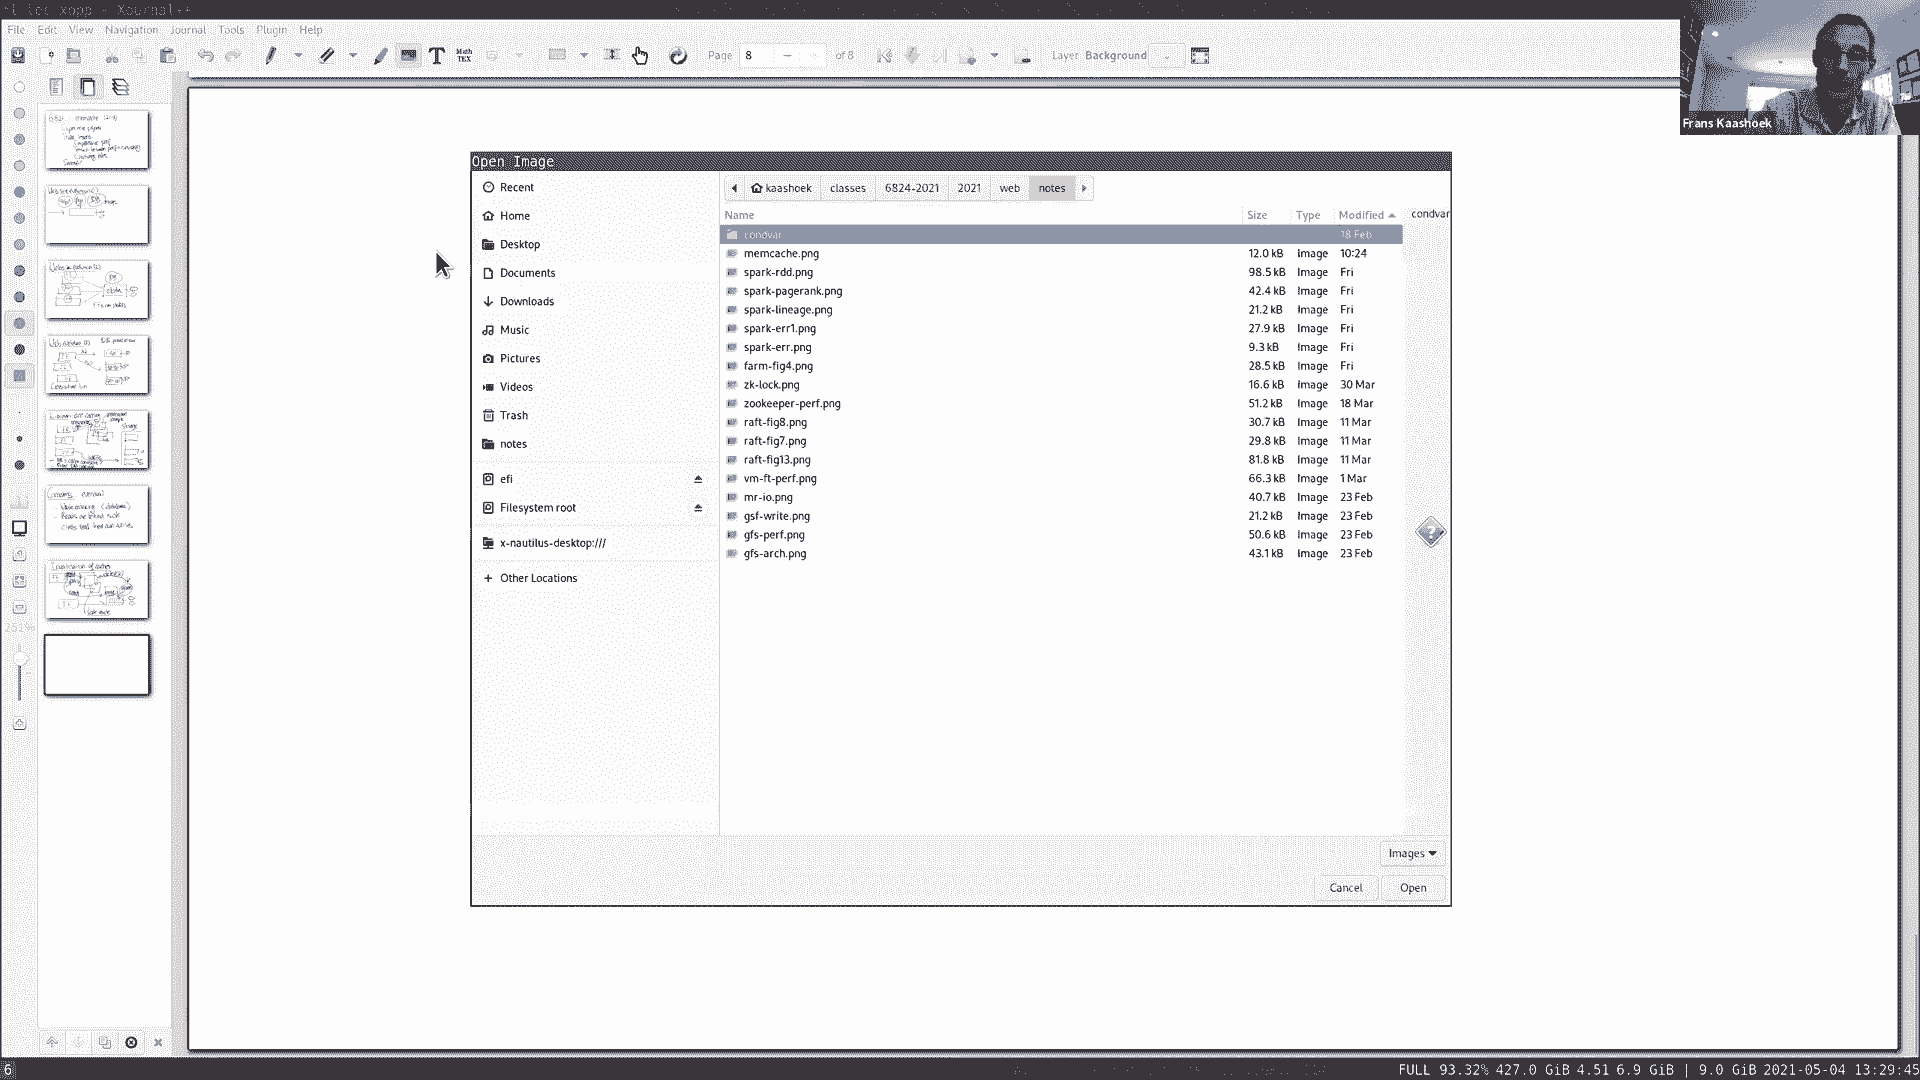 File Edit View Navigation Journal Tools Plugin Help
Page 8 of 8 Layer Background
Frans Kaashoek
Open Image
Recent
Home
Desktop
Documents
Downloads
Music
Pictures
Videos
Trash
notes
efi
Filesystem root
x-nautilus-desktop:///
Other Locations
kaashoek classes 6824-2021 2021 web notes
Name Size Type Modified
condvar 18 Feb
memcache.png 12.0 kB Image 10:24
spark-rdd.png 98.5 kB Image Fri
spark-pagerank.png 42.4 kB Image Fri
spark-lineage.png 21.2 kB Image Fri
spark-err1.png 27.9 kB Image Fri
spark-err.png 9.3 kB Image Fri
farm-fig4.png 28.5 kB Image Fri
zk-lock.png 16.6 kB Image 30 Mar
zookeeper-perf.png 51.2 kB Image 18 Mar
raft-fig8.png 30.7 kB Image 11 Mar
raft-fig7.png 29.8 kB Image 11 Mar
raft-fig13.png 81.8 kB Image 11 Mar
vm-ft-perf.png 66.3 kB Image 1 Mar
mr-io.png 40.7 kB Image 23 Feb
gsf-write.png 21.2 kB Image 23 Feb
gfs-perf.png 50.6 kB Image 23 Feb
gfs-arch.png 43.1 kB Image 23 Feb
condvar
Images
Cancel Open
251%
6
FULL 93.32% 427.0 GiB 4.51 6.9 GiB | 9.0 GiB 2021-05-04 13:29:45